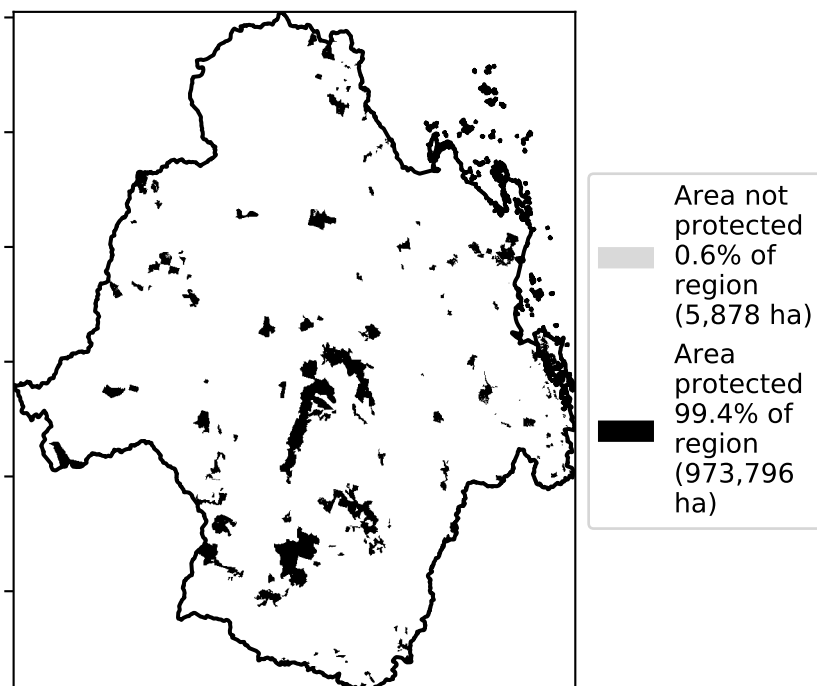 Area not
protected
0.6% of
region
(5,878 ha)
Area
protected
99.4% of
region
(973,796
ha)